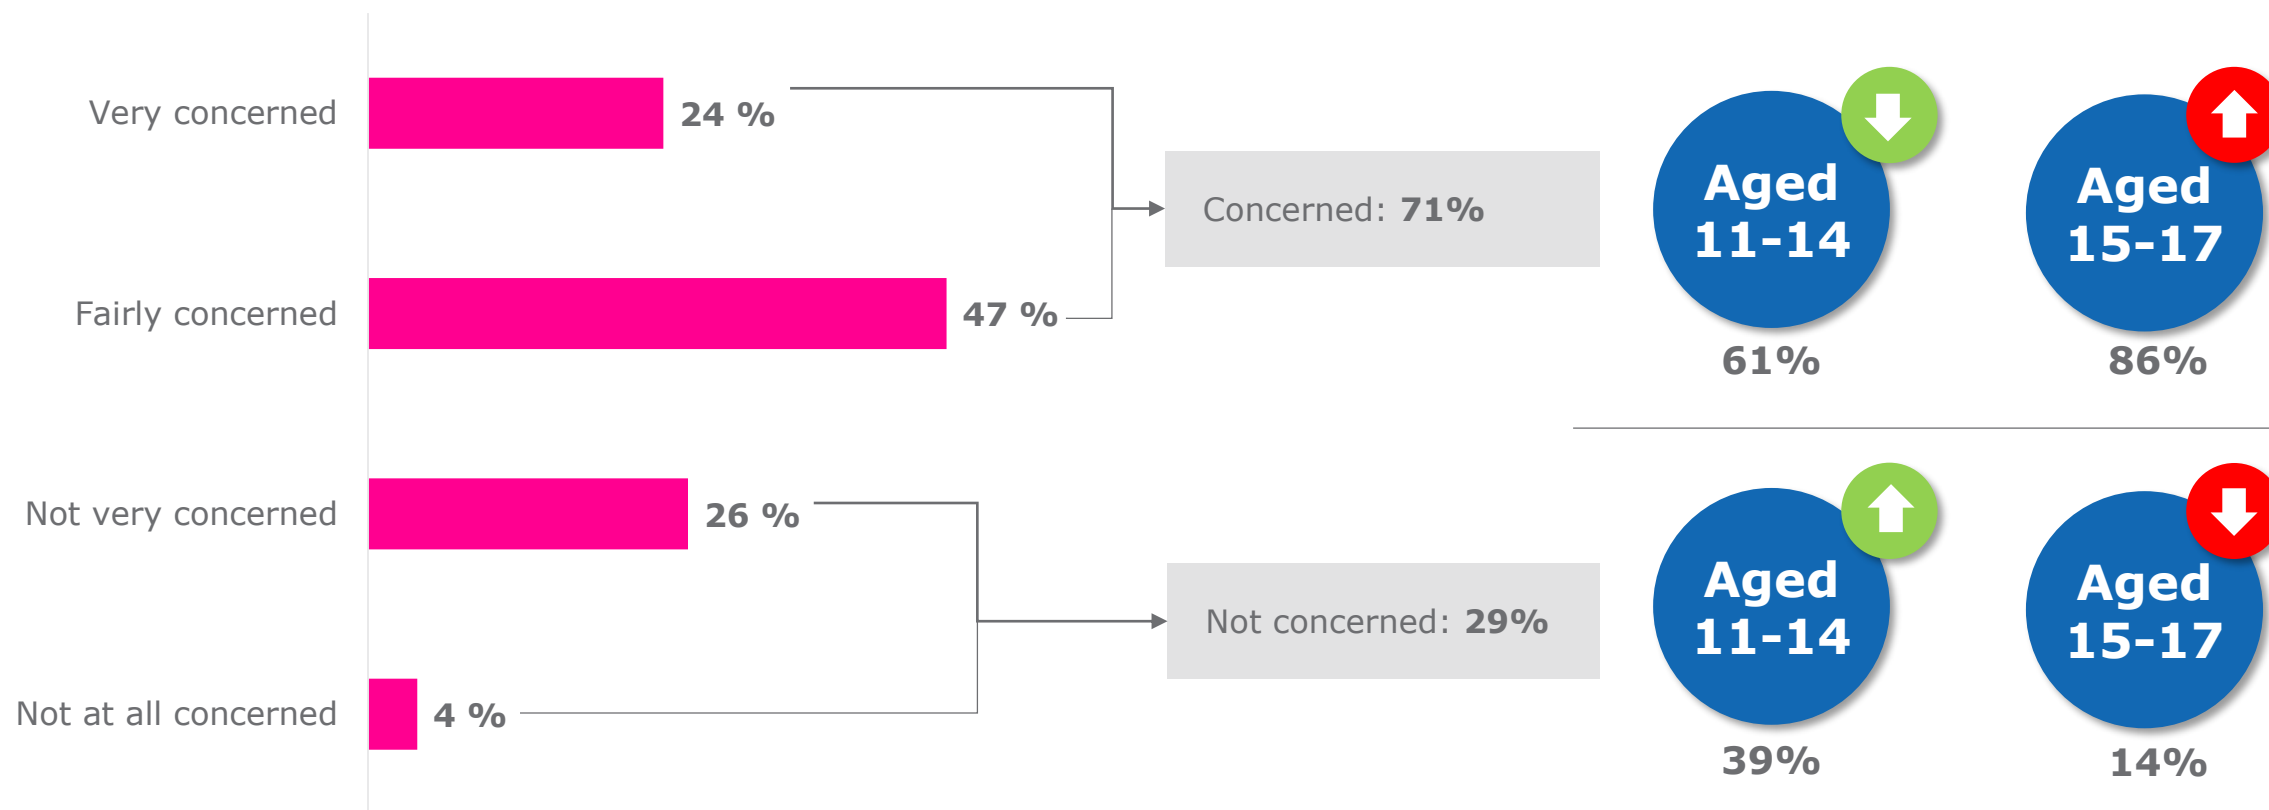 Very concerned
24 %
Fairly concerned
47 %
Not very concerned
26 %
Not at all concerned
4 %
Concerned: 71%
Not concerned: 29%
Aged
11-14
61%
Aged
15-17
86%
Aged
11-14
39%
Aged
15-17
14%